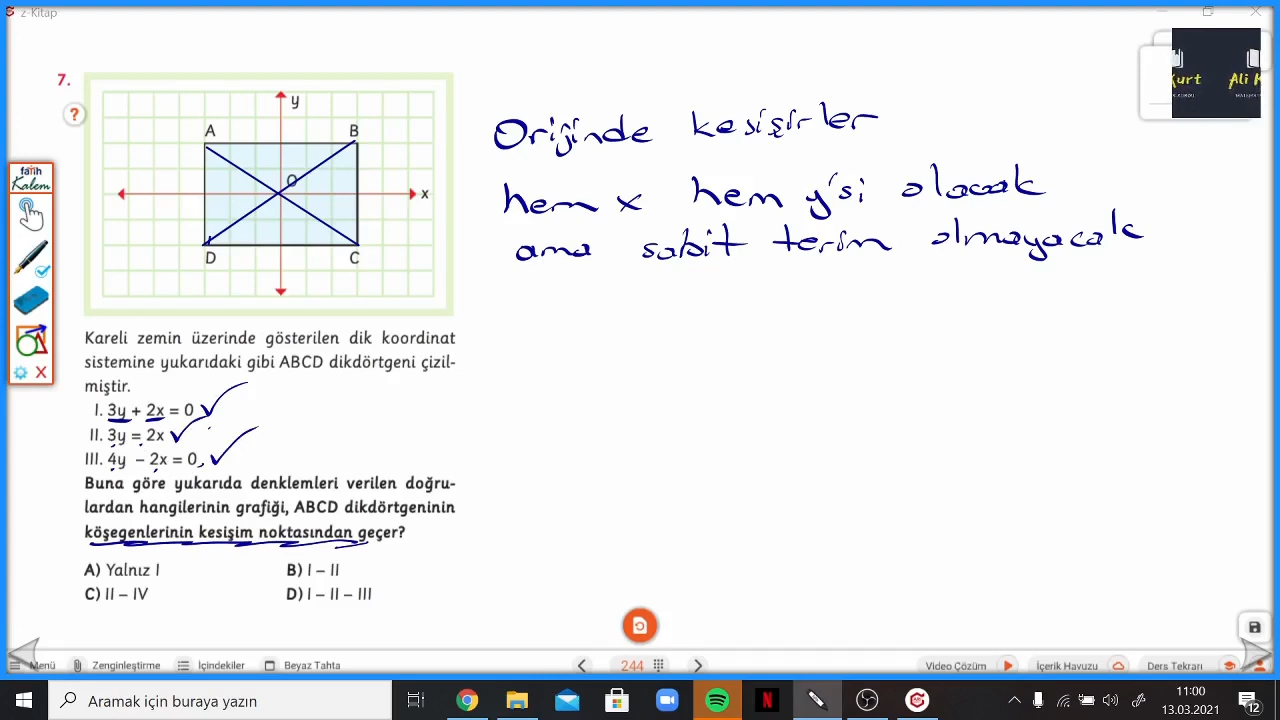 z-Kitap
Kurt
Ali
7.
?
y
A
B
O
x
D
C
fatih
Kalem
X
Orijinde kesişirler
hem x hem y'si olacak
ama sabit terim olmayacak
Kareli zemin üzerinde gösterilen dik koordinat
sistemine yukarıdaki gibi ABCD dikdörtgeni çizil-
miştir.
I. 3y + 2x = 0
II. 3y = 2x
III. 4y - 2x = 0
Buna göre yukarıda denklemleri verilen doğru-
lardan hangilerinin grafiği, ABCD dikdörtgeninin
köşegenlerinin kesişim noktasından geçer?
A) Yalnız I
B) I – II
C) II – IV
D) I – II – III
Menü
Zenginleştirme
İçindekiler
Beyaz Tahta
244
Video Çözüm
İçerik Havuzu
Ders Tekrarı
Aramak için buraya yazın
11:00
13.03.2021
12